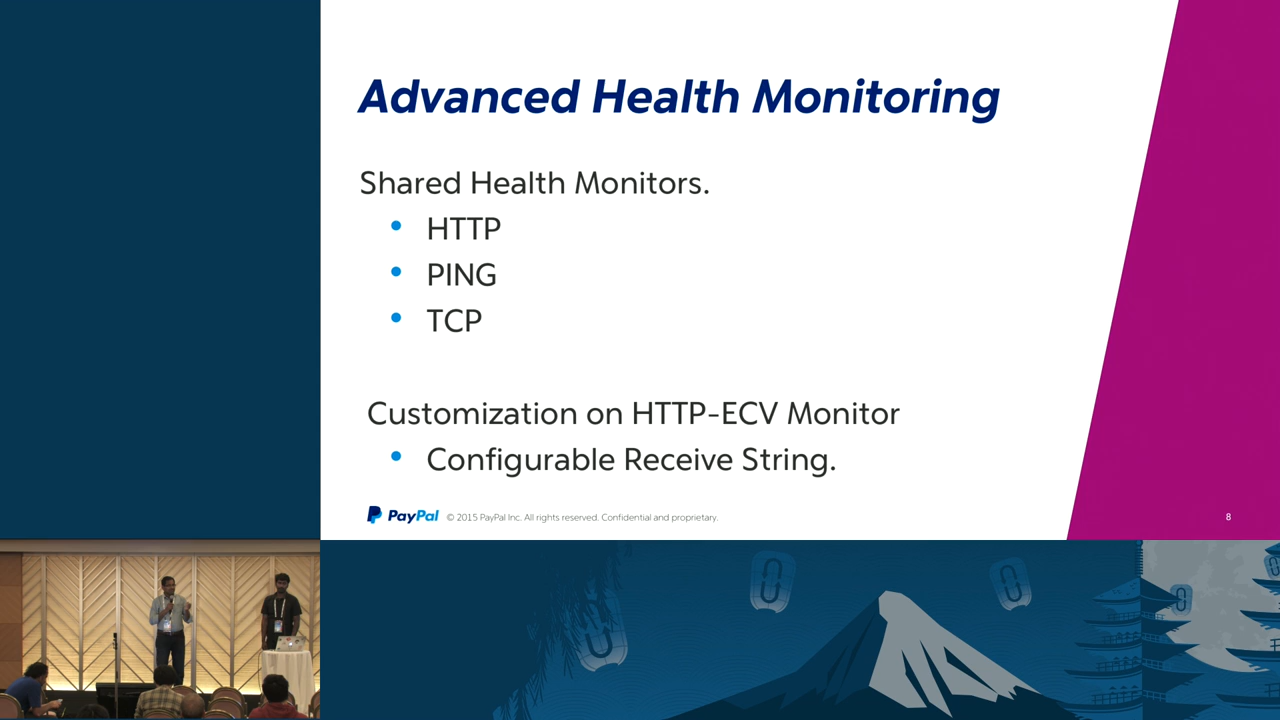 Advanced Health Monitoring
Shared Health Monitors.
• HTTP
• PING
• TCP
Customization on HTTP-ECV Monitor
• Configurable Receive String.
PayPal © 2015 PayPal Inc. All rights reserved. Confidential and proprietary.
8